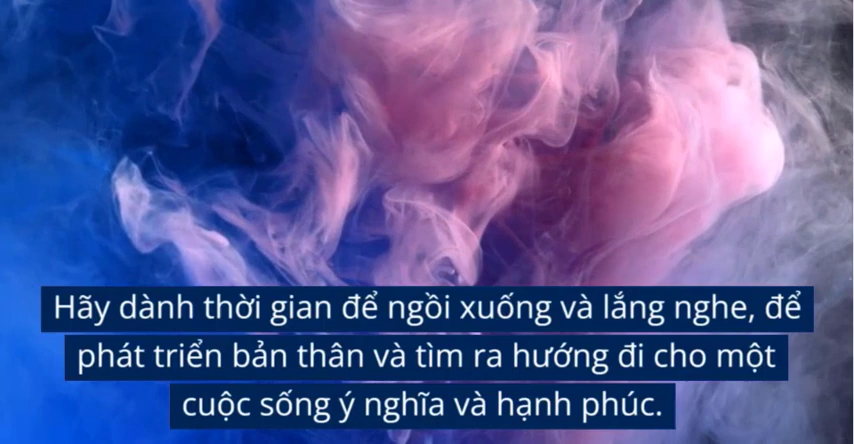 Hãy dành thời gian để ngồi xuống và lắng nghe, để
phát triển bản thân và tìm ra hướng đi cho một
cuộc sống ý nghĩa và hạnh phúc.